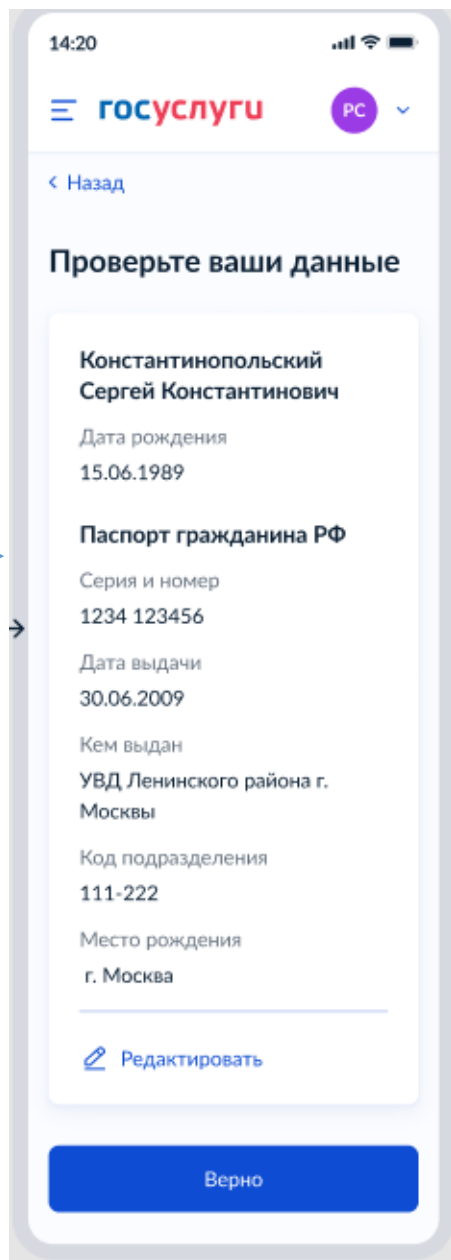 14:20
госуслуги
РС
Назад
Проверьте ваши данные
Константинопольский
Сергей Константинович
Дата рождения
15.06.1989
Паспорт гражданина РФ
Серия и номер
1234 123456
Дата выдачи
30.06.2009
Кем выдан
УВД Ленинского района г.
Москвы
Код подразделения
111-222
Место рождения
г. Москва
Редактировать
Верно